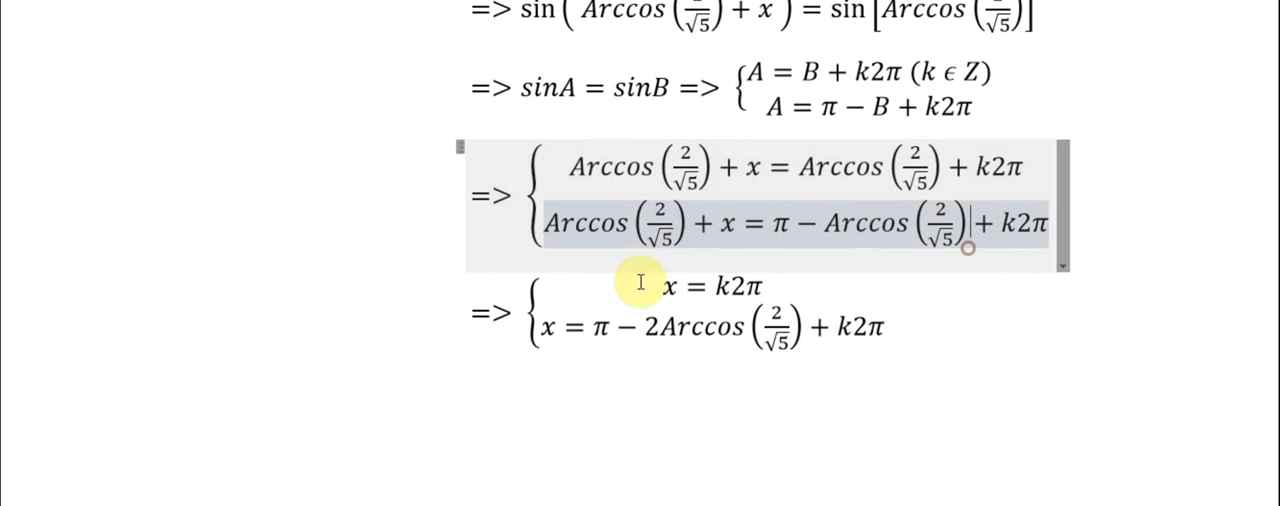 => sin ( Arccos (2/√5) + x ) = sin [Arccos (2/√5)]
=> sinA = sinB => {A = B + k2π (k ϵ Z)
A = π − B + k2π
=> { Arccos (2/√5) + x = Arccos (2/√5) + k2π
Arccos (2/√5) + x = π − Arccos (2/√5) + k2π
=> { x = k2π
x = π − 2Arccos (2/√5) + k2π